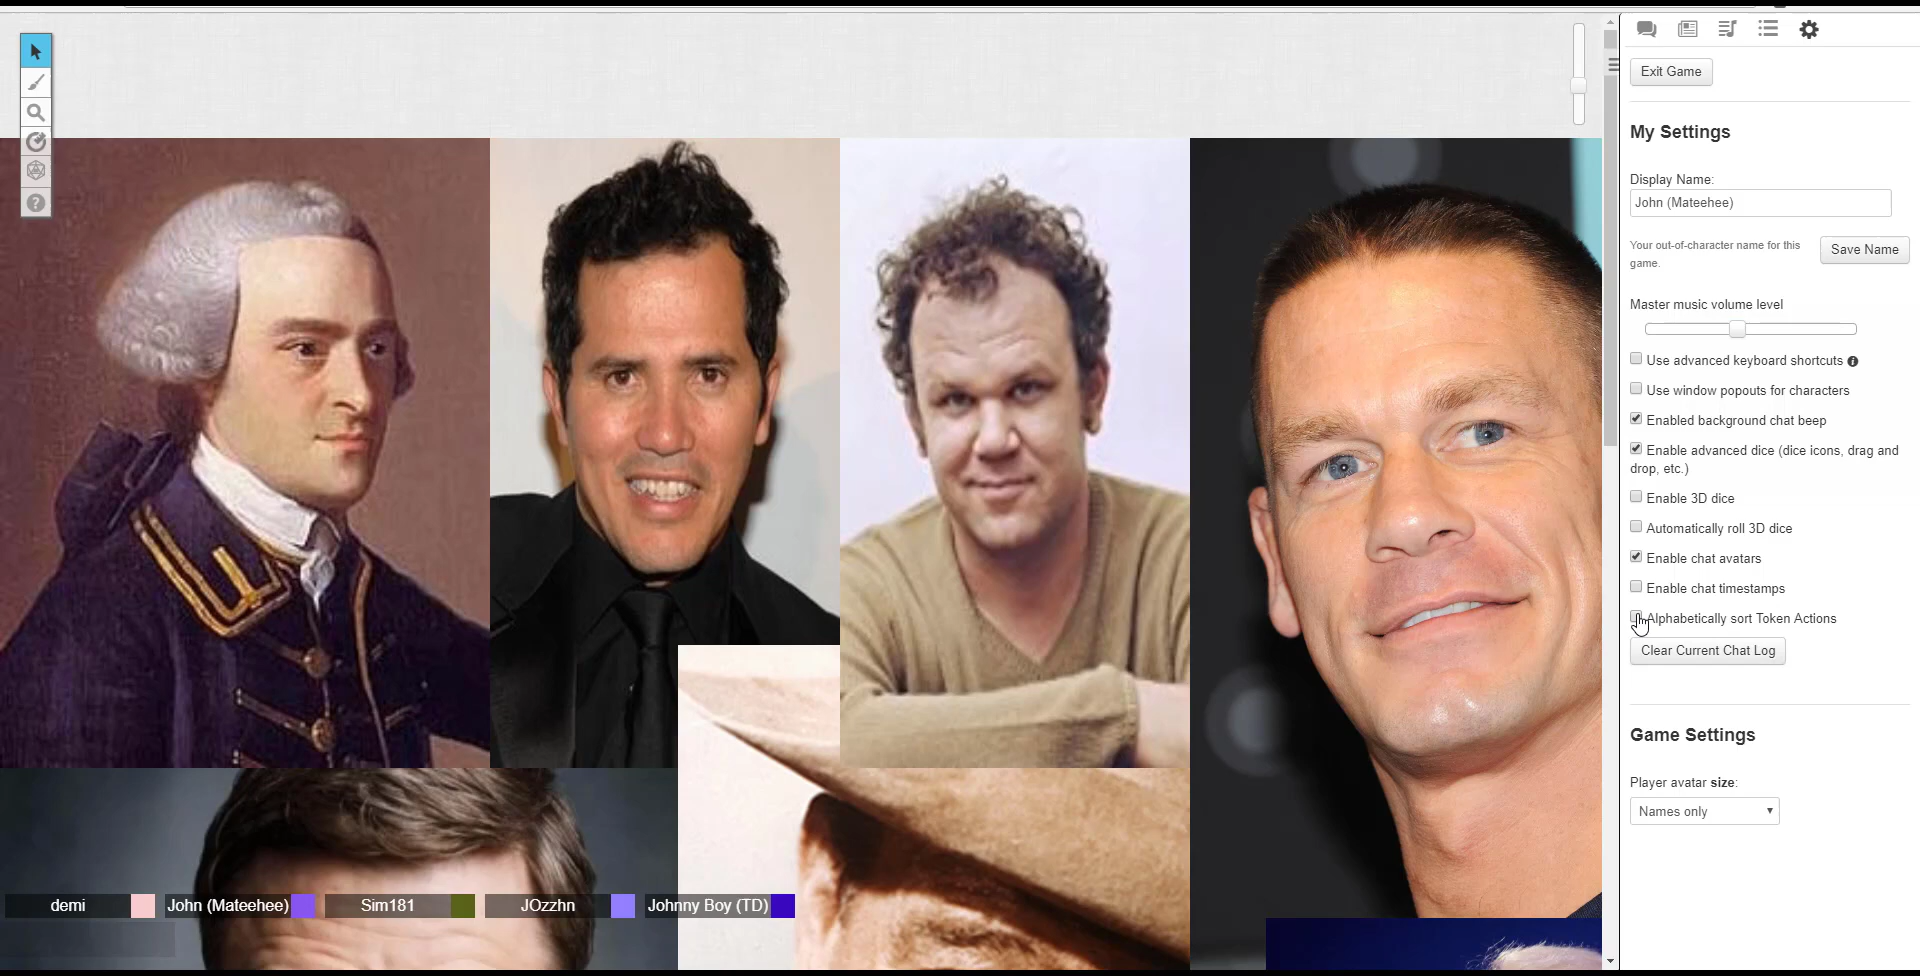 Exit Game
My Settings
Display Name:
John (Mateehee)
Your out-of-character name for this
game.
Save Name
Master music volume level
Use advanced keyboard shortcuts
Use window popouts for characters
Enabled background chat beep
Enable advanced dice (dice icons, drag and
drop, etc.)
Enable 3D dice
Automatically roll 3D dice
Enable chat avatars
Enable chat timestamps
Alphabetically sort Token Actions
Clear Current Chat Log
Game Settings
Player avatar size:
Names only
demi
John (Mateehee)
Sim181
JOzzhn
Johnny Boy (TD)